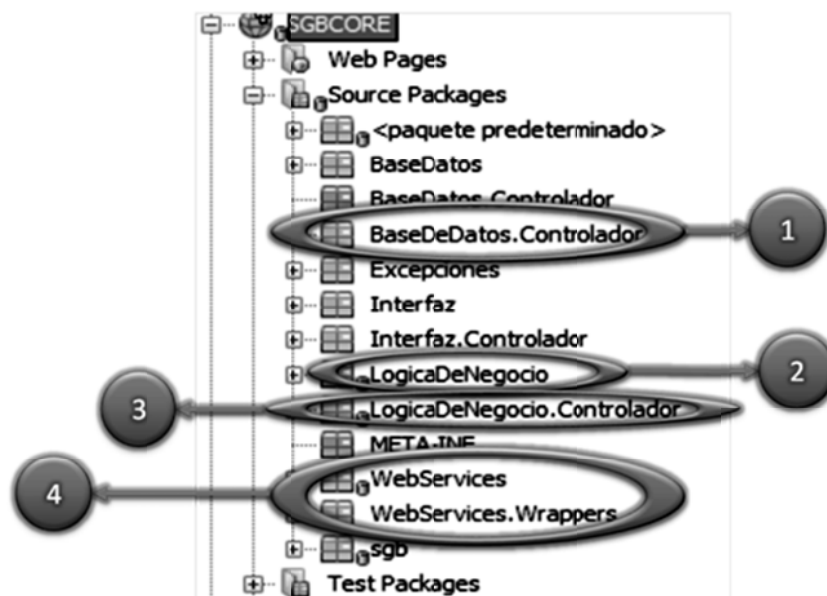 SGBCORE
Web Pages
Source Packages
<paquete predeterminado>
BaseDatos
BaseDatos.Controlador
BaseDeDatos.Controlador
1
Excepciones
Interfaz
Interfaz.Controlador
LogicaDeNegocio
2
3
LogicaDeNegocio.Controlador
META-INF
WebServices
4
WebServices.Wrappers
sgb
Test Packages